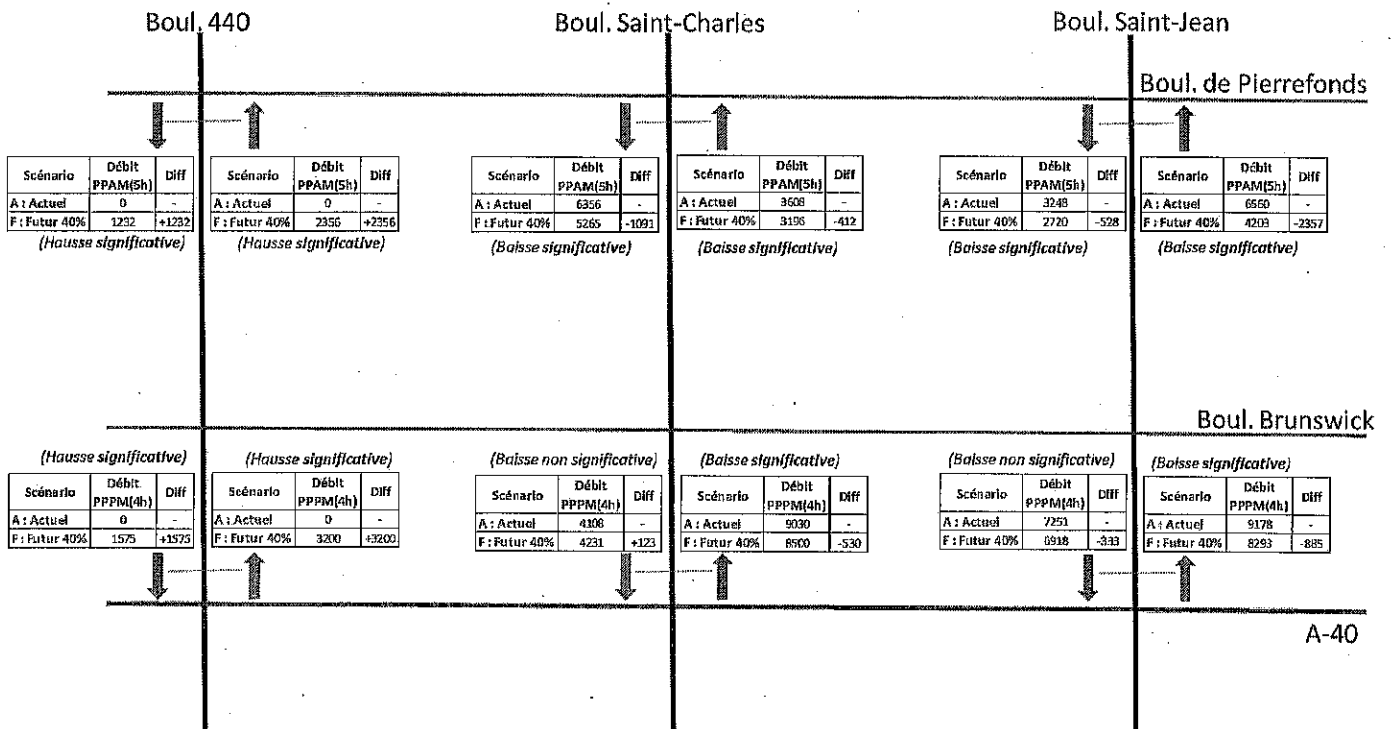 Boul. 440
Boul. Saint-Charles
Boul. Saint-Jean
Boul. de Pierrefonds
Scénario Débit PPAM(5h) Diff
A : Actuel 0 -
F : Futur 40% 1232 +1232
(Hausse significative)
Scénario Débit PPAM(5h) Diff
A : Actuel 0 -
F : Futur 40% 2356 +2356
(Hausse significative)
Scénario Débit PPAM(5h) Diff
A : Actuel 6356 -
F : Futur 40% 5265 -1091
(Baisse significative)
Scénario Débit PPAM(5h) Diff
A : Actuel 3608 -
F : Futur 40% 3196 -412
(Baisse significative)
Scénario Débit PPAM(5h) Diff
A : Actuel 3248 -
F : Futur 40% 2720 -528
(Baisse significative)
Scénario Débit PPAM(5h) Diff
A : Actuel 6560 -
F : Futur 40% 4203 -2357
(Baisse significative)
Boul. Brunswick
(Hausse significative)
Scénario Débit PPPM(4h) Diff
A : Actuel 0 -
F : Futur 40% 1575 +1575
(Hausse significative)
Scénario Débit PPPM(4h) Diff
A : Actuel 0 -
F : Futur 40% 3200 +3200
(Baisse non significative)
Scénario Débit PPPM(4h) Diff
A : Actuel 4108 -
F : Futur 40% 4231 +123
(Baisse significative)
Scénario Débit PPPM(4h) Diff
A : Actuel 9030 -
F : Futur 40% 8500 -530
(Baisse non significative)
Scénario Débit PPPM(4h) Diff
A : Actuel 7251 -
F : Futur 40% 6918 -333
(Baisse significative)
Scénario Débit PPPM(4h) Diff
A : Actuel 9178 -
F : Futur 40% 8293 -885
A-40